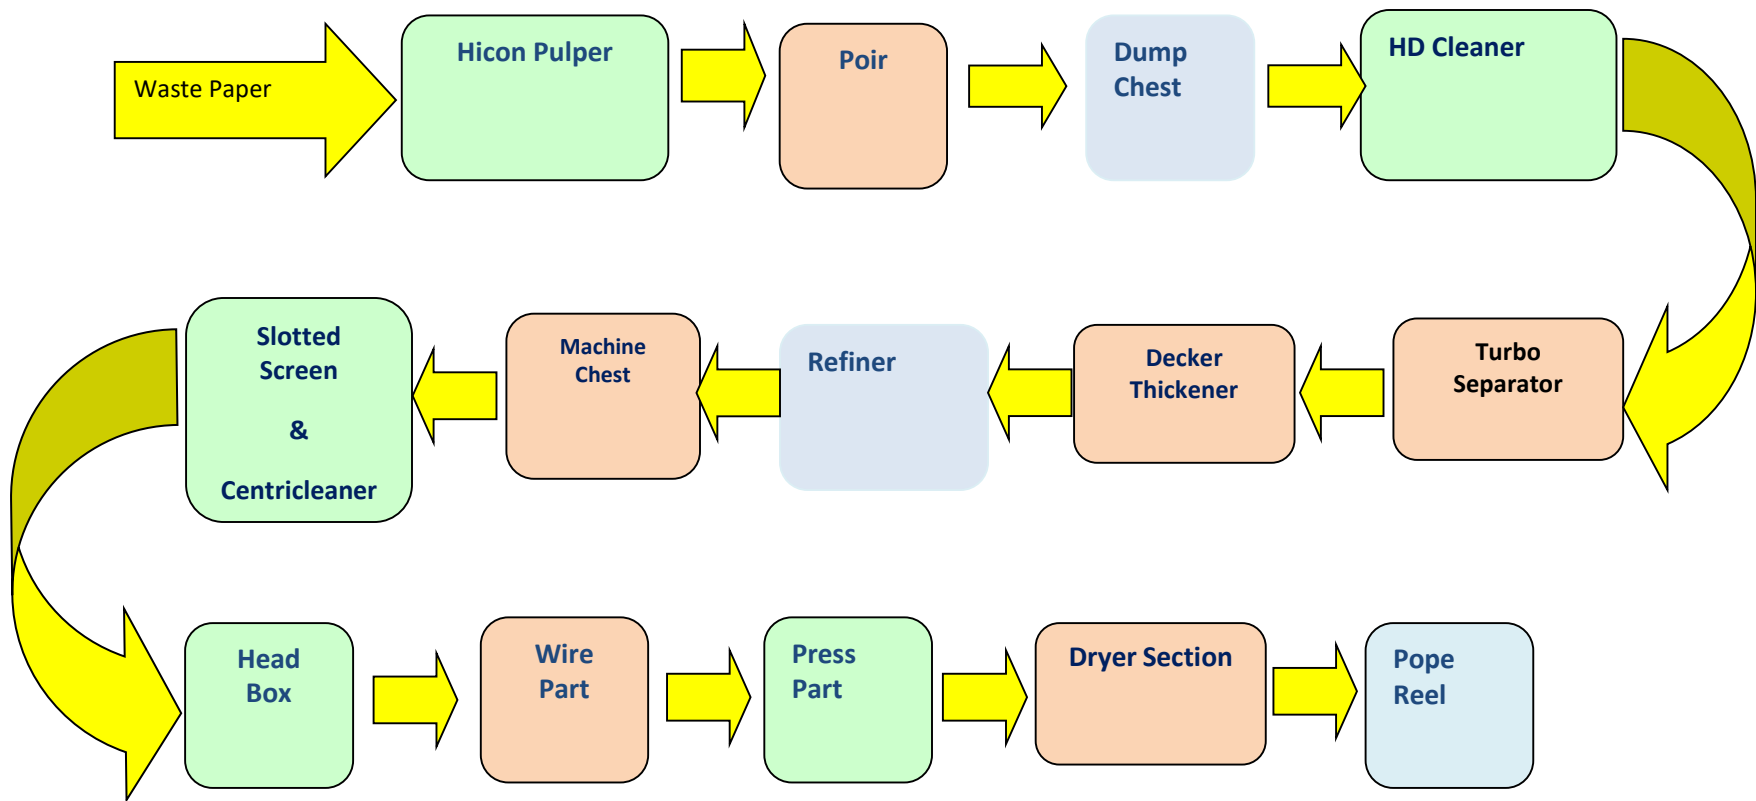 Waste Paper
Hicon Pulper
Poir
Dump
Chest
HD Cleaner
Turbo
Separator
Decker
Thickener
Refiner
Machine
Chest
Slotted
Screen
&
Centricleaner
Head
Box
Wire
Part
Press
Part
Dryer Section
Pope
Reel